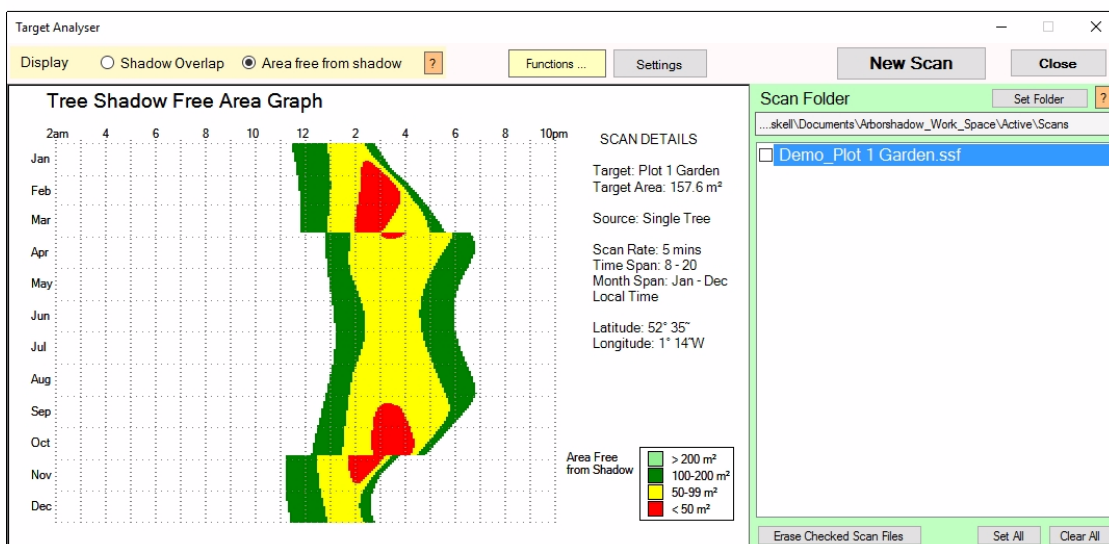 Target Analyser
Display Shadow Overlap Area free from shadow ? Functions ... Settings New Scan Close
Tree Shadow Free Area Graph
2am 4 6 8 10 12 2 4 6 8 10pm
Jan
Feb
Mar
Apr
May
Jun
Jul
Aug
Sep
Oct
Nov
Dec
SCAN DETAILS
Target: Plot 1 Garden
Target Area: 157.6 m²
Source: Single Tree
Scan Rate: 5 mins
Time Span: 8 - 20
Month Span: Jan - Dec
Local Time
Latitude: 52° 35~
Longitude: 1° 14~W
Area Free
from Shadow
> 200 m²
100-200 m²
50-99 m²
< 50 m²
Scan Folder Set Folder ?
....skell\Documents\Arborshadow_Work_Space\Active\Scans
Demo_Plot 1 Garden.ssf
Erase Checked Scan Files Set All Clear All